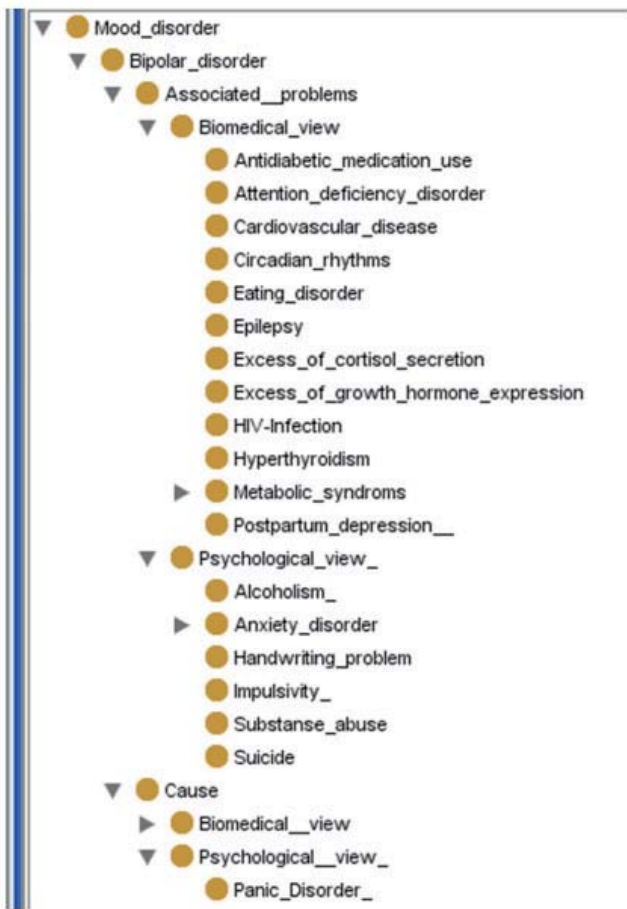 Mood_disorder
Bipolar_disorder
Associated__problems
Biomedical_view
Antidiabetic_medication_use
Attention_deficiency_disorder
Cardiovascular_disease
Circadian_rhythms
Eating_disorder
Epilepsy
Excess_of_cortisol_secretion
Excess_of_growth_hormone_expression
HIV-Infection
Hyperthyroidism
Metabolic_syndroms
Postpartum_depression__
Psychological_view_
Alcoholism_
Anxiety_disorder
Handwriting_problem
Impulsivity_
Substanse_abuse
Suicide
Cause
Biomedical__view
Psychological__view_
Panic_Disorder_